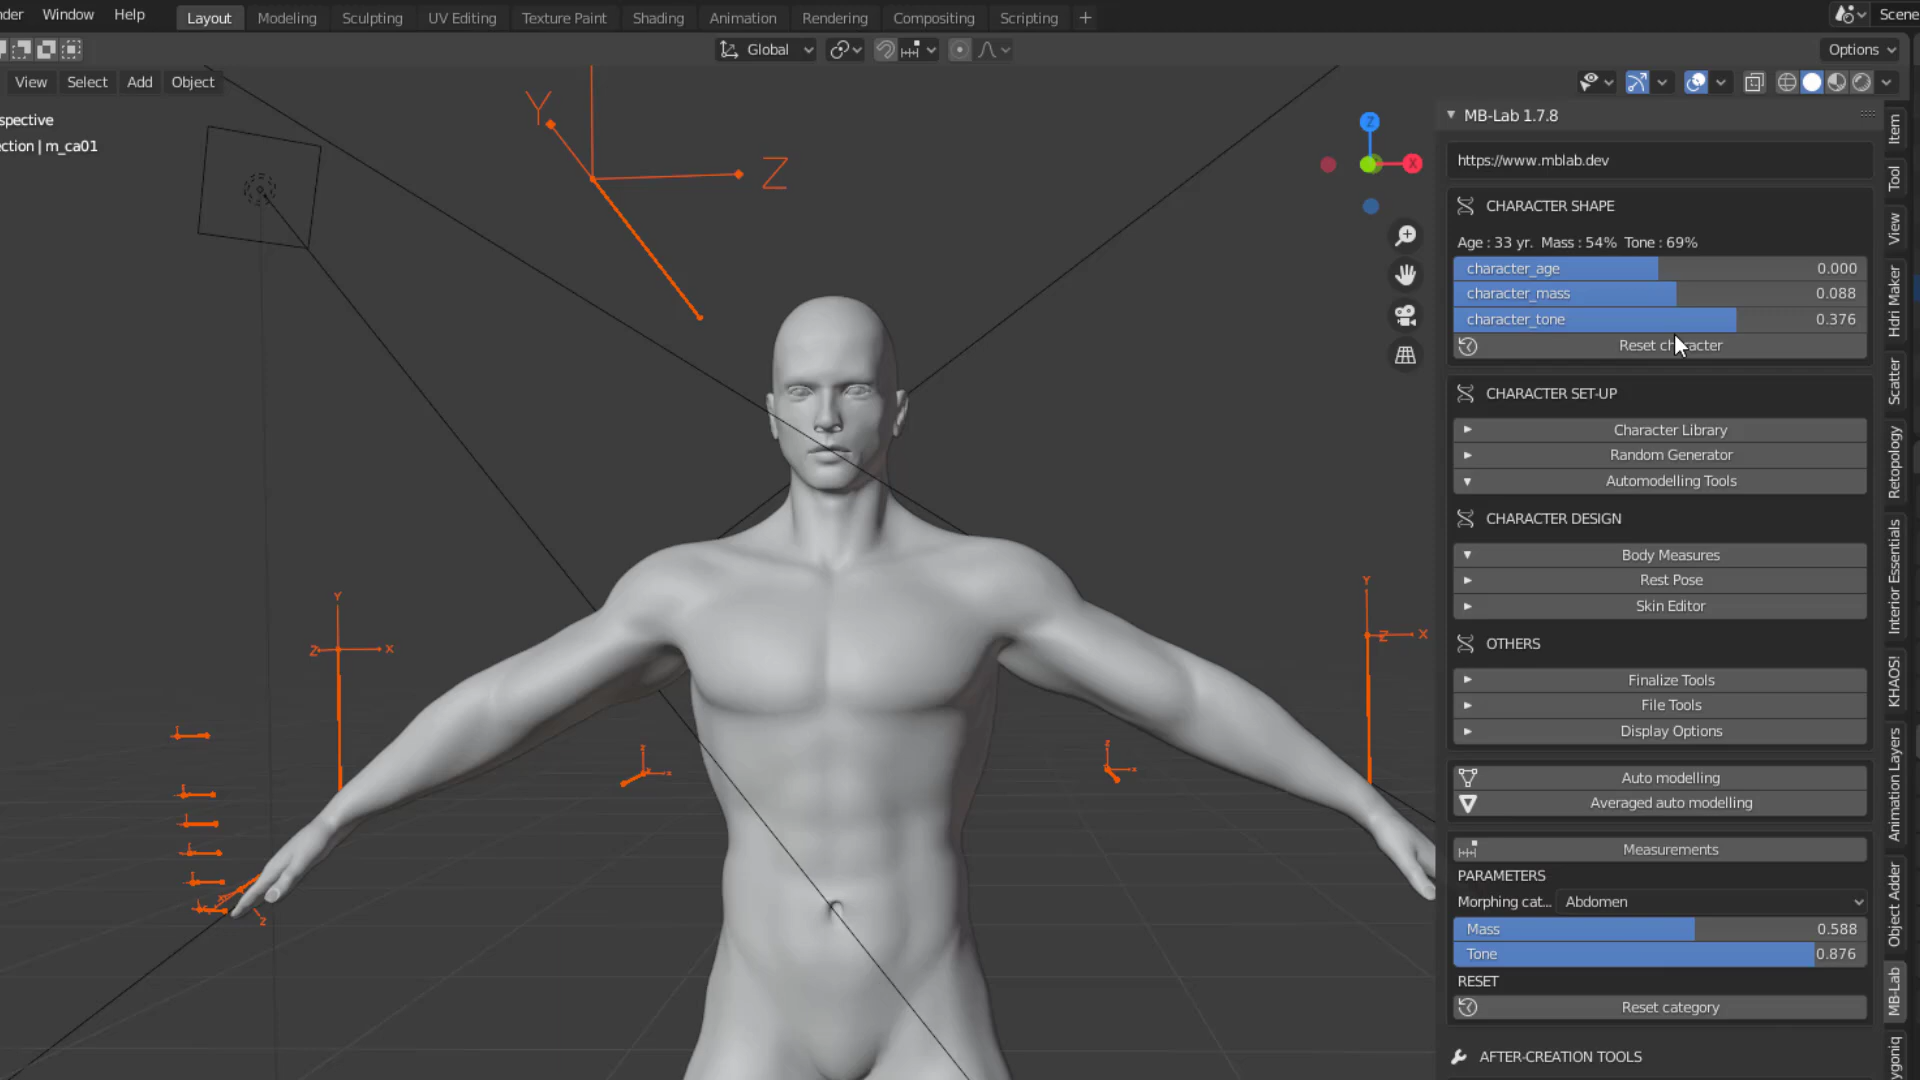 nder Window Help Layout Modeling Sculpting UV Editing Texture Paint Shading Animation Rendering Compositing Scripting + Scene
Global Options
View Select Add Object
spective
ction | m_ca01
Y
Z
Z
X
MB-Lab 1.7.8
https://www.mblab.dev
CHARACTER SHAPE
Age : 33 yr. Mass : 54% Tone : 69%
character_age 0.000
character_mass 0.088
character_tone 0.376
Reset character
CHARACTER SET-UP
Character Library
Random Generator
Automodelling Tools
CHARACTER DESIGN
Body Measures
Rest Pose
Skin Editor
OTHERS
Finalize Tools
File Tools
Display Options
Auto modelling
Averaged auto modelling
Measurements
PARAMETERS
Morphing cat... Abdomen
Mass 0.588
Tone 0.876
RESET
Reset category
AFTER-CREATION TOOLS
Item
Tool
View
Hdri Maker
Scatter
Retopology
Interior Essentials
KHAOS!
Animation Layers
Object Adder
MB-Lab
ygoniq
Y
Z
X
Y
Z
X
Z